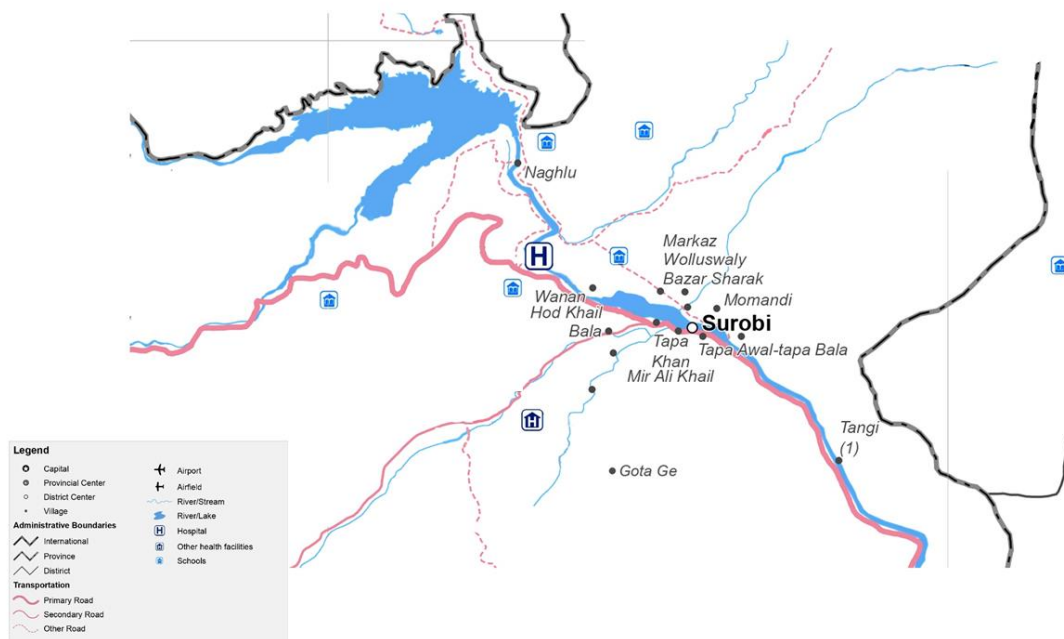 Naghlu
H
Markaz
Wolluswaly
Bazar Sharak
Wanan
Hod Khail
Bala
Momandi
Surobi
Tapa
Khan
Tapa Awal-tapa Bala
Mir Ali Khail
H
Tangi
(1)
Gota Ge
Legend
Capital
Provincial Center
District Center
Village
Administrative Boundaries
International
Province
Distirict
Transportation
Primary Road
Secondary Road
Other Road
Airport
Airfield
River/Stream
River/Lake
H Hospital
Other health facilities
Schools